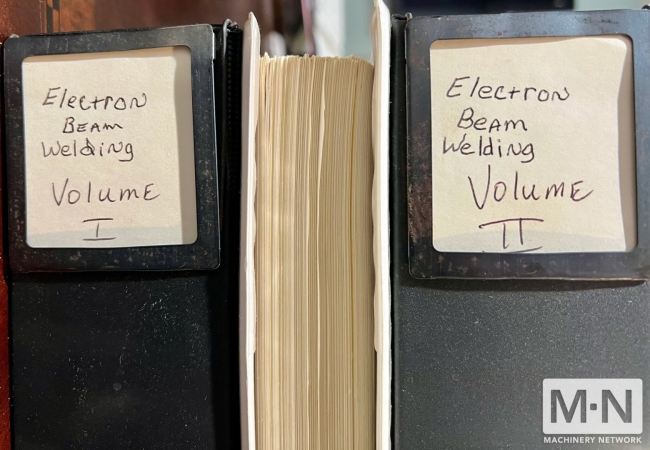 Electron
Beam
Welding
Volume
I
Electron
Beam
Welding
Volume
II
M·N
MACHINERY NETWORK